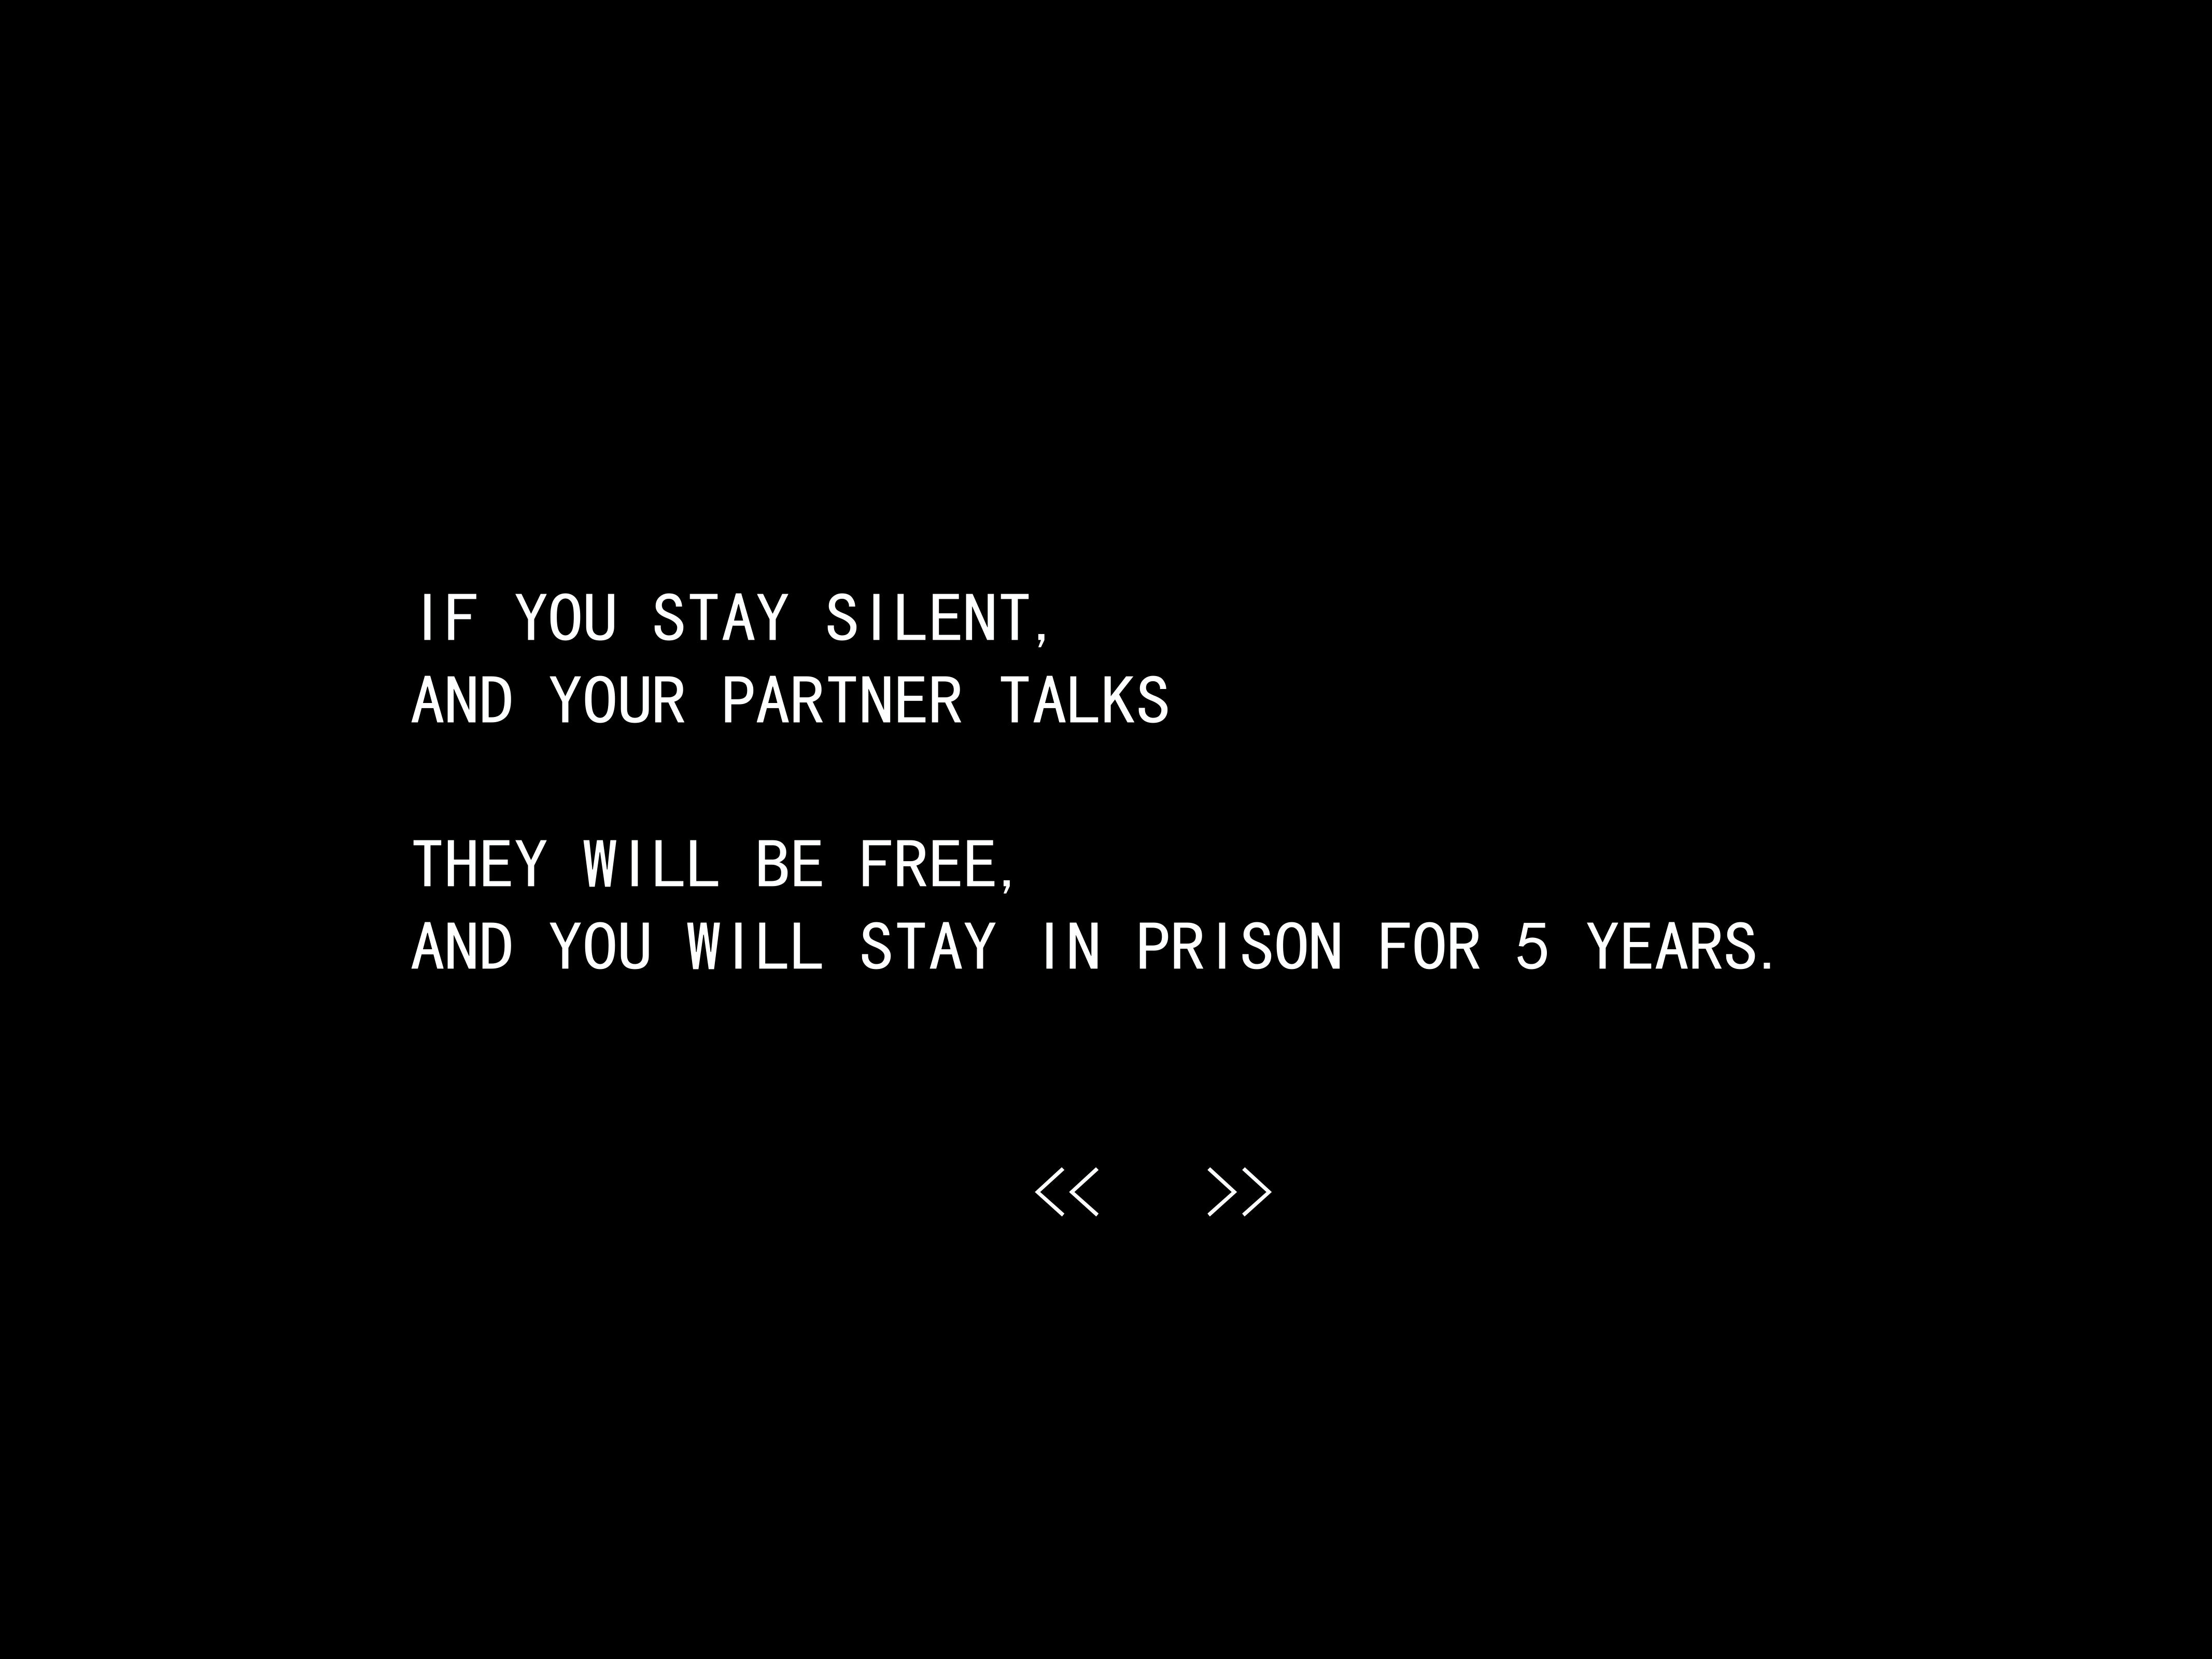 IF YOU STAY SILENT,
AND YOUR PARTNER TALKS
THEY WILL BE FREE,
AND YOU WILL STAY IN PRISON FOR 5 YEARS.
<< >>